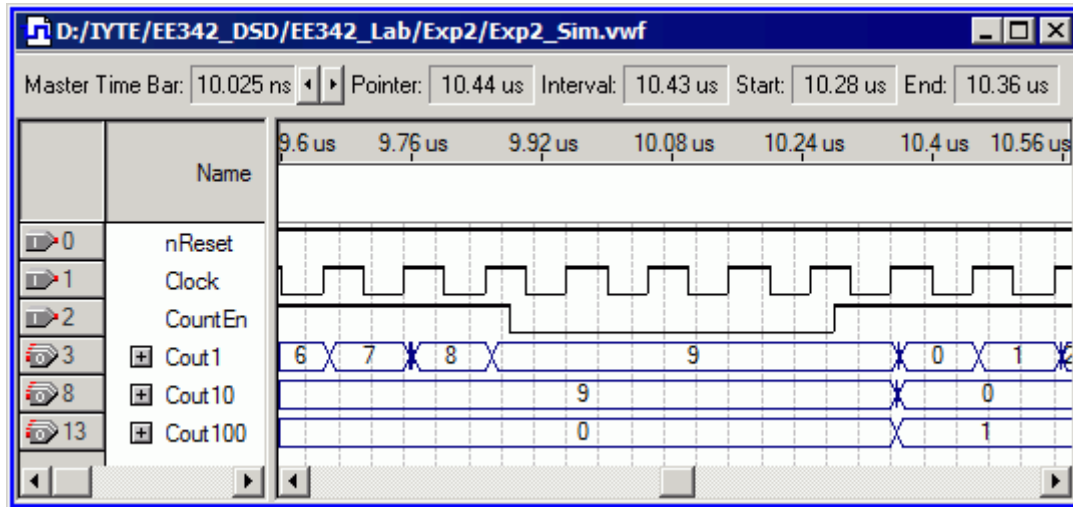 D:/IYTE/EE342_DSD/EE342_Lab/Exp2/Exp2_Sim.vwf
Master Time Bar: 10.025 ns Pointer: 10.44 us Interval: 10.43 us Start: 10.28 us End: 10.36 us
Name 9.6 us 9.76 us 9.92 us 10.08 us 10.24 us 10.4 us 10.56 us
0 nReset
1 Clock
2 CountEn
3 Cout1 6 7 8 9 0 1 2
8 Cout10 9 0
13 Cout100 0 1